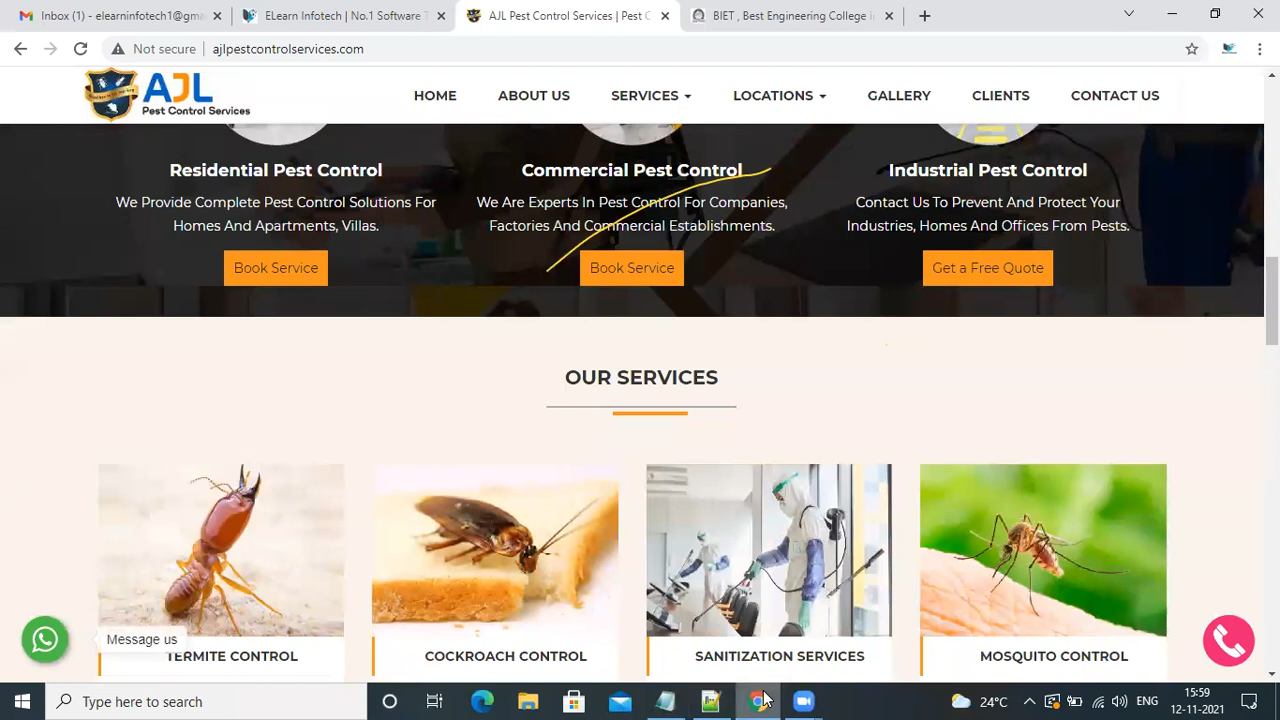 Inbox (1) - elearninfotech1@gma
ELearn Infotech | No.1 Software T
AJL Pest Control Services | Pest C
BIET , Best Engineering College i
Not secure
ajlpestcontrolservices.com
AJL
Pest Control Services
HOME
ABOUT US
SERVICES
LOCATIONS
GALLERY
CLIENTS
CONTACT US
Residential Pest Control
We Provide Complete Pest Control Solutions For
Homes And Apartments, Villas.
Book Service
Commercial Pest Control
We Are Experts In Pest Control For Companies,
Factories And Commercial Establishments.
Book Service
Industrial Pest Control
Contact Us To Prevent And Protect Your
Industries, Homes And Offices From Pests.
Get a Free Quote
OUR SERVICES
TERMITE CONTROL
COCKROACH CONTROL
SANITIZATION SERVICES
MOSQUITO CONTROL
Message us
Type here to search
24°C
ENG
15:59
12-11-2021